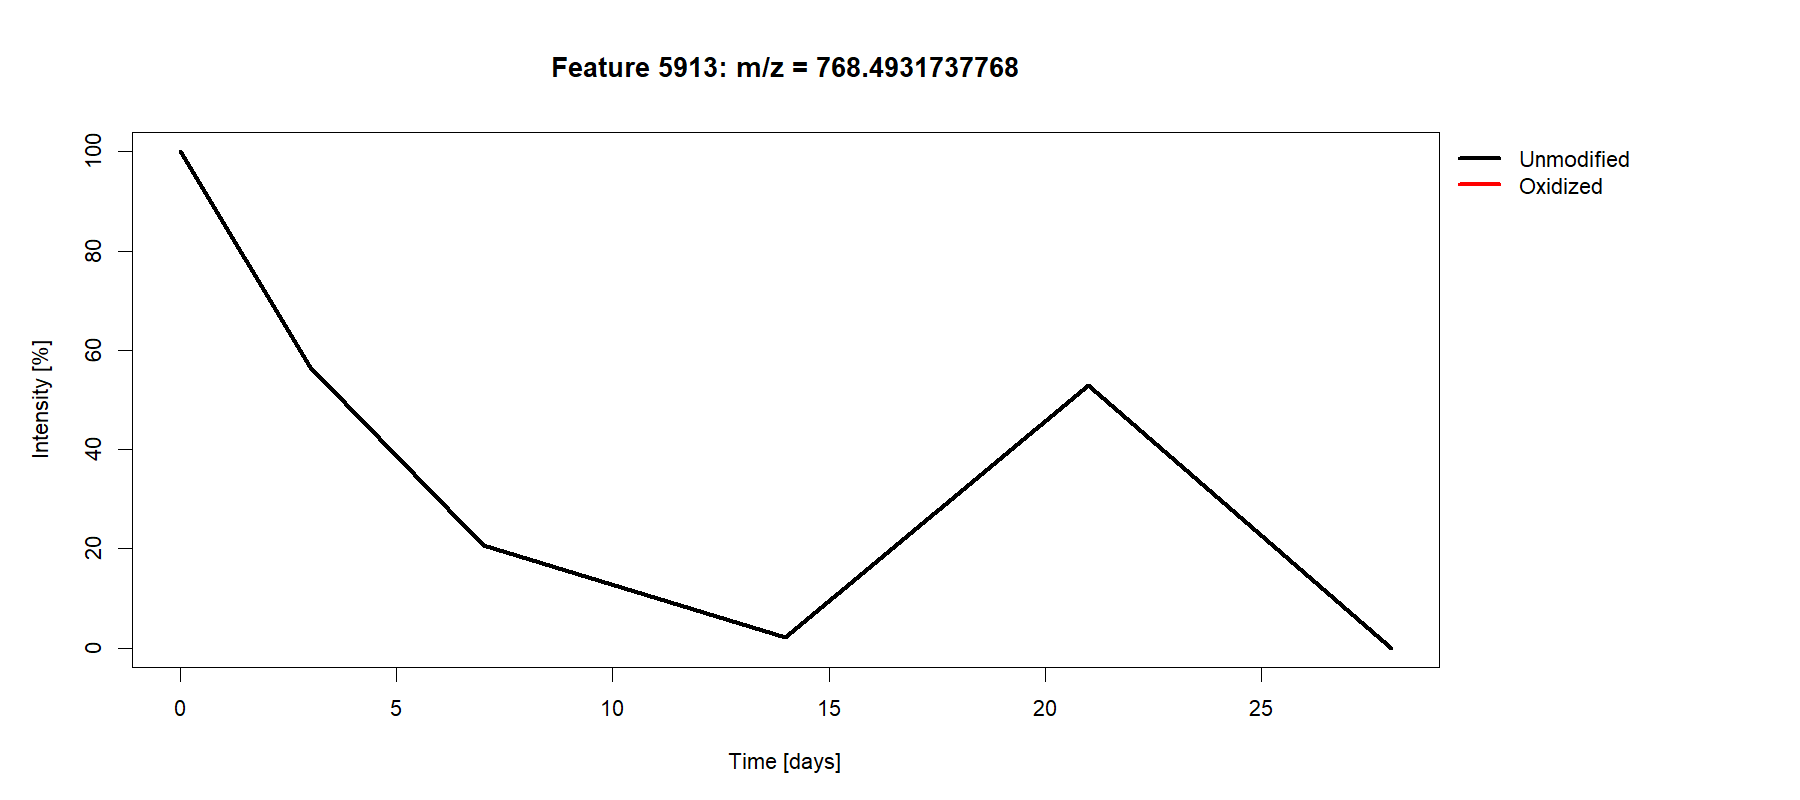 Feature 5913: m/z = 768.4931737768
Unmodified
Oxidized
Intensity [%]
100
80
60
40
20
0
0 5 10 15 20 25
Time [days]